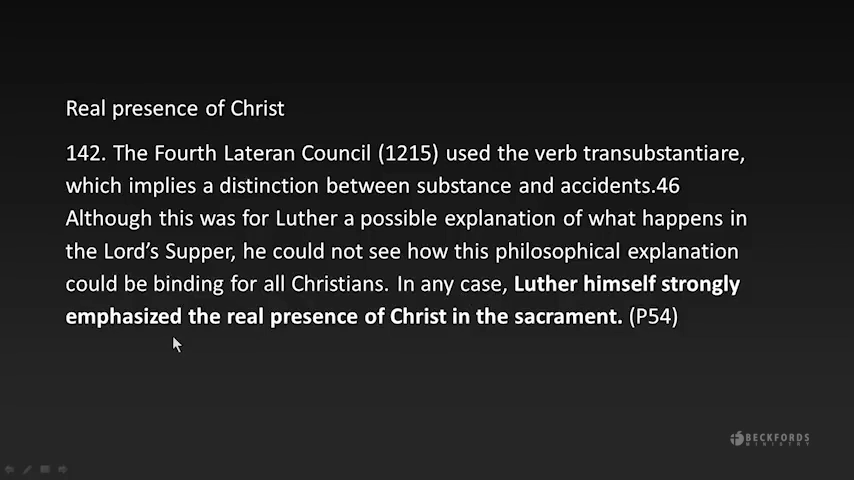 Real presence of Christ
142. The Fourth Lateran Council (1215) used the verb transubstantiare,
which implies a distinction between substance and accidents.46
Although this was for Luther a possible explanation of what happens in
the Lord’s Supper, he could not see how this philosophical explanation
could be binding for all Christians. In any case, Luther himself strongly
emphasized the real presence of Christ in the sacrament. (P54)
BECKFORDS
MINISTRY